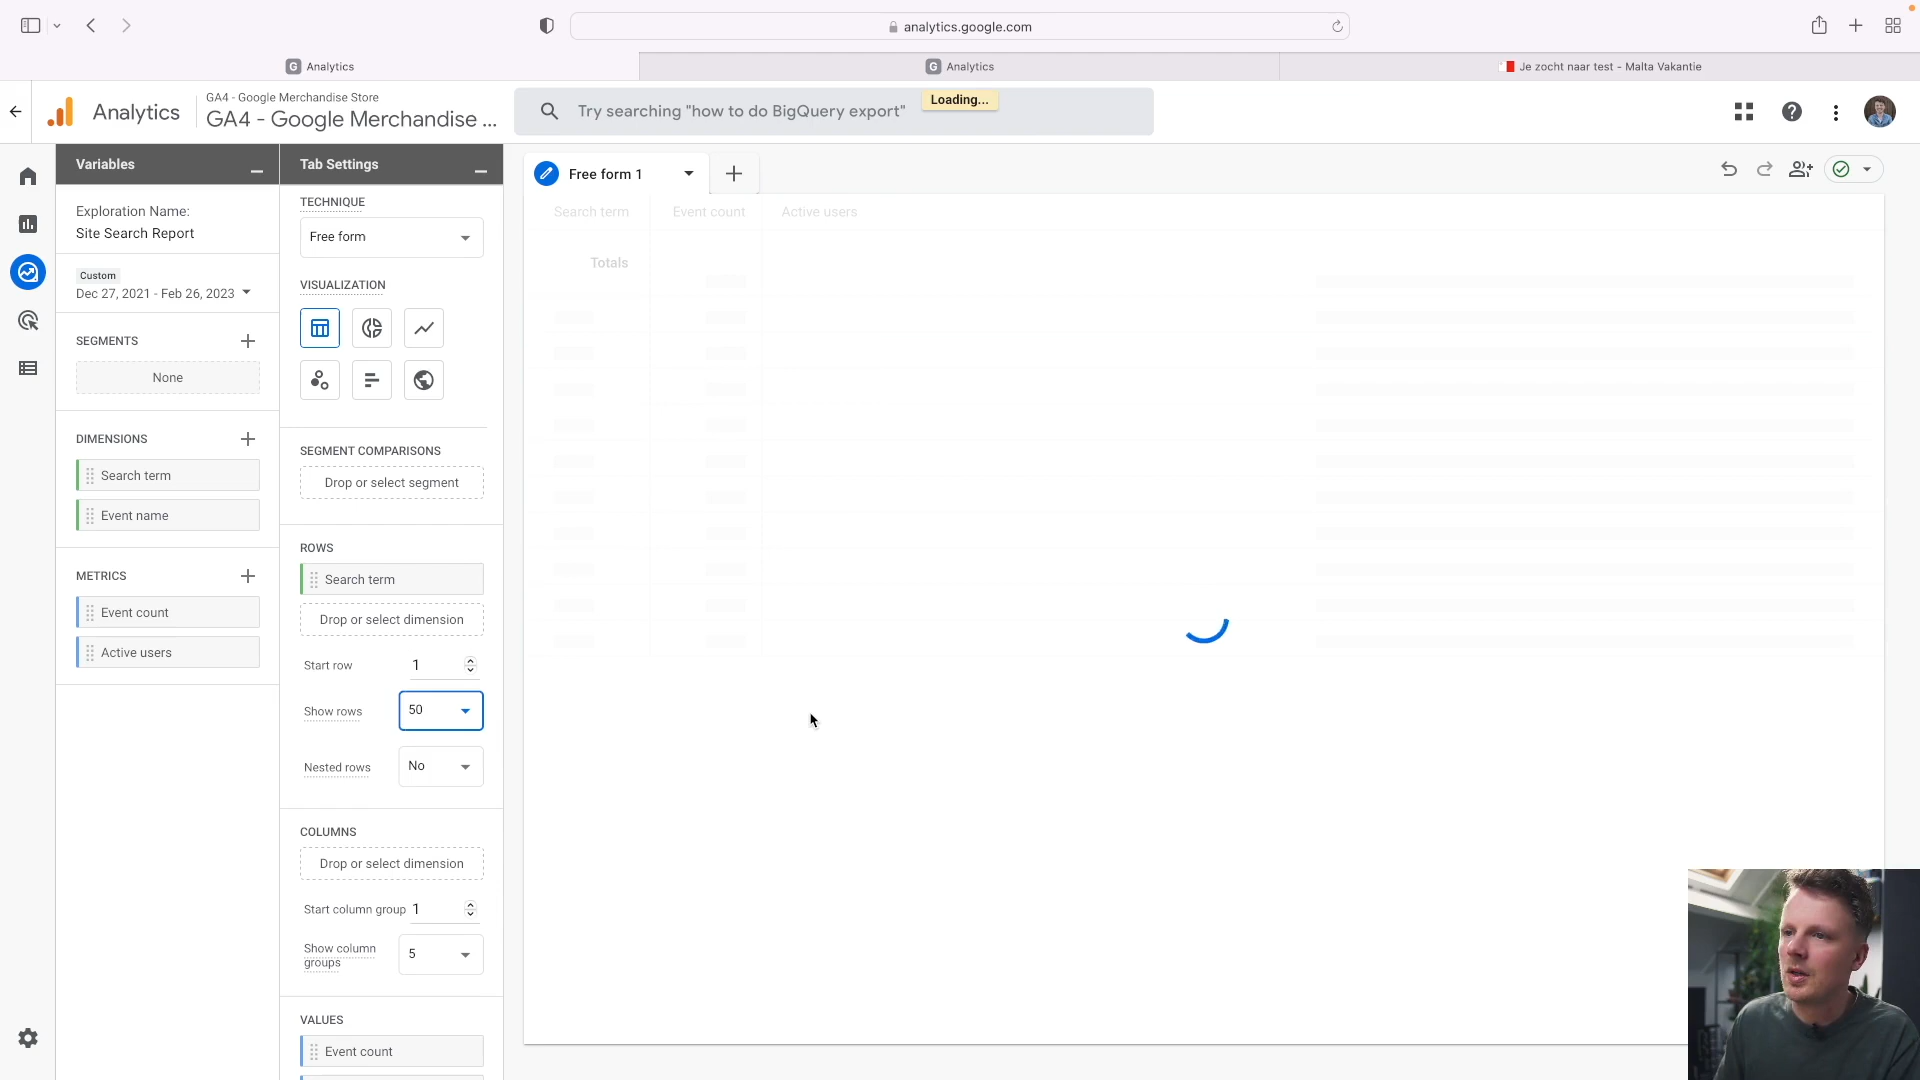 analytics.google.com
G Analytics
G Analytics
Je zocht naar test - Malta Vakantie
Analytics
GA4 - Google Merchandise Store
GA4 - Google Merchandise ...
Try searching "how to do BigQuery export"
Loading...
Variables
Exploration Name:
Site Search Report
Custom
Dec 27, 2021 - Feb 26, 2023
SEGMENTS
None
DIMENSIONS
Search term
Event name
METRICS
Event count
Active users
Tab Settings
TECHNIQUE
Free form
VISUALIZATION
SEGMENT COMPARISONS
Drop or select segment
ROWS
Search term
Drop or select dimension
Start row 1
Show rows 50
Nested rows No
COLUMNS
Drop or select dimension
Start column group 1
Show column
groups
5
VALUES
Event count
Free form 1
Search term Event count Active users
Totals